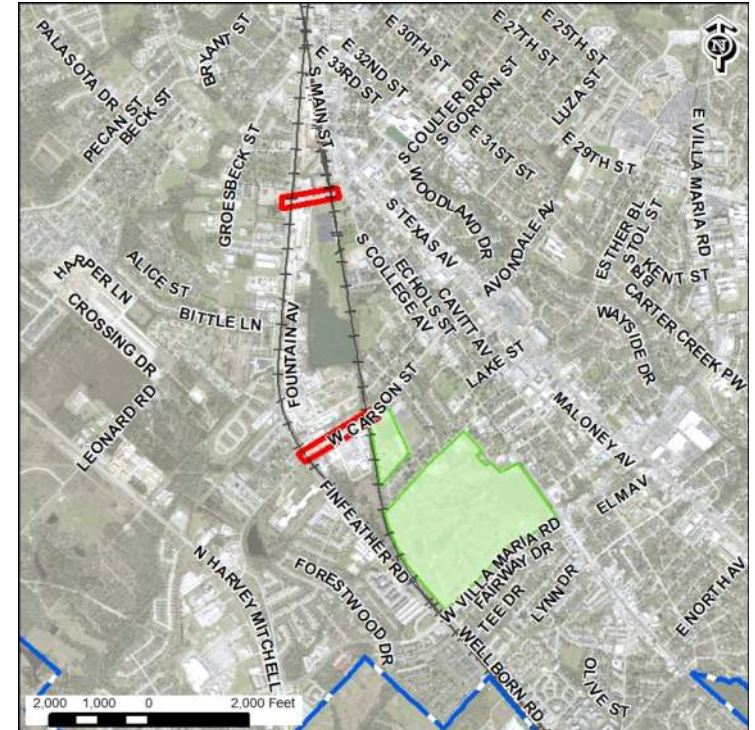 PALASOTA DR
BRYANT ST
PECAN ST
BECK ST
S MAIN ST
E 33RD ST
E 32ND ST
E 30TH ST
E 27TH ST
E 25TH ST
N
S COULTER DR
S GORDON ST
LUZA ST
E 31ST ST
E 29TH ST
E VILLA MARIA RD
GROESBECK ST
WOODLAND DR
S TEXAS AV
AVONDALE AV
ESTHER BL
STOL ST
KENT ST
CARTER CREEK PW
HARPER LN
ALICE ST
CROSSING DR
BITTLE LN
FOUNTAIN AV
S COLLEGE AV
ECHOLS ST
CAVITT AV
WAYSIDE DR
LAKE ST
LEONARD RD
W CARSON ST
MALONEY AV
ELM AV
FINFEATHER RD
N HARVEY MITCHELL
FORESTWOOD DR
W VILLA MARIA RD
FAIRWAY DR
TEE DR
LYNN DR
E NORTH AV
WELLBORN RD
OLIVE ST
2,000 1,000 0 2,000 Feet